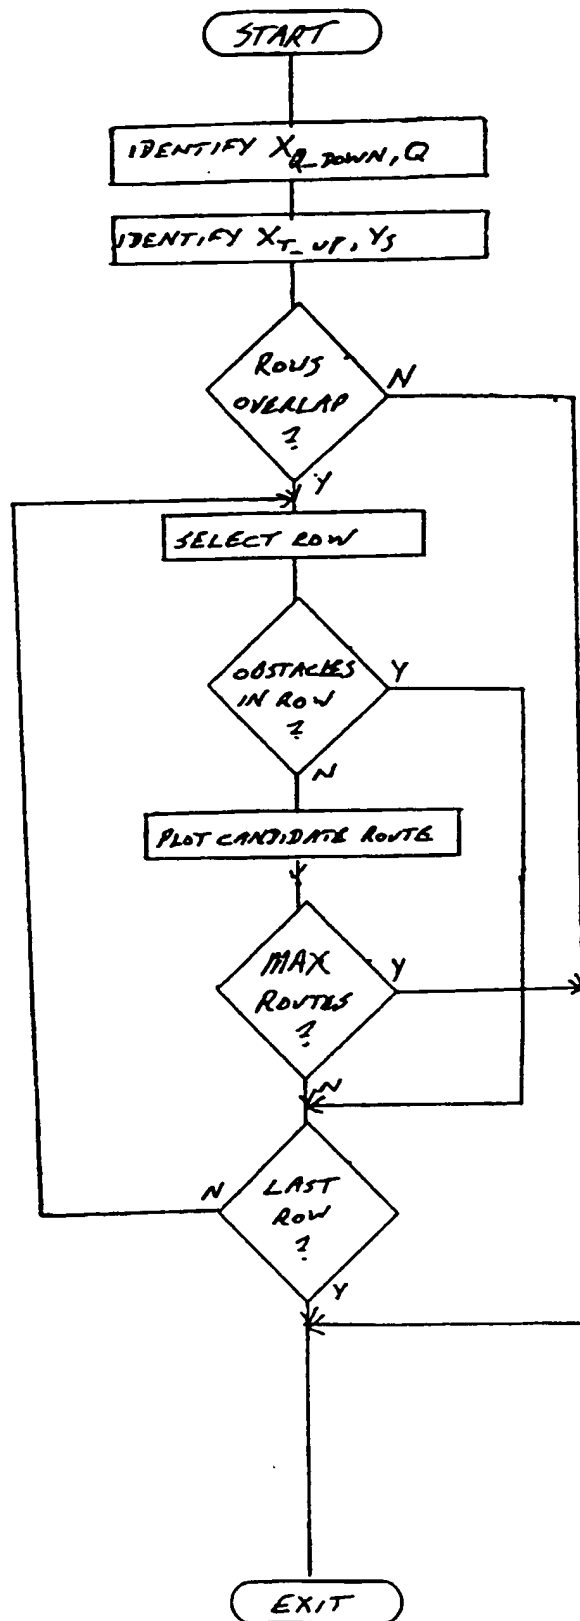 START
IDENTIFY X_Q_DOWN, Q
IDENTIFY X_T_UP, Y_S
ROWS
OVERLAP
?
N
Y
SELECT ROW
OBSTACLES
IN ROW
?
Y
N
PLOT CANDIDATE ROUTE
MAX
ROUTES
?
Y
N
N
LAST
ROW
?
Y
EXIT